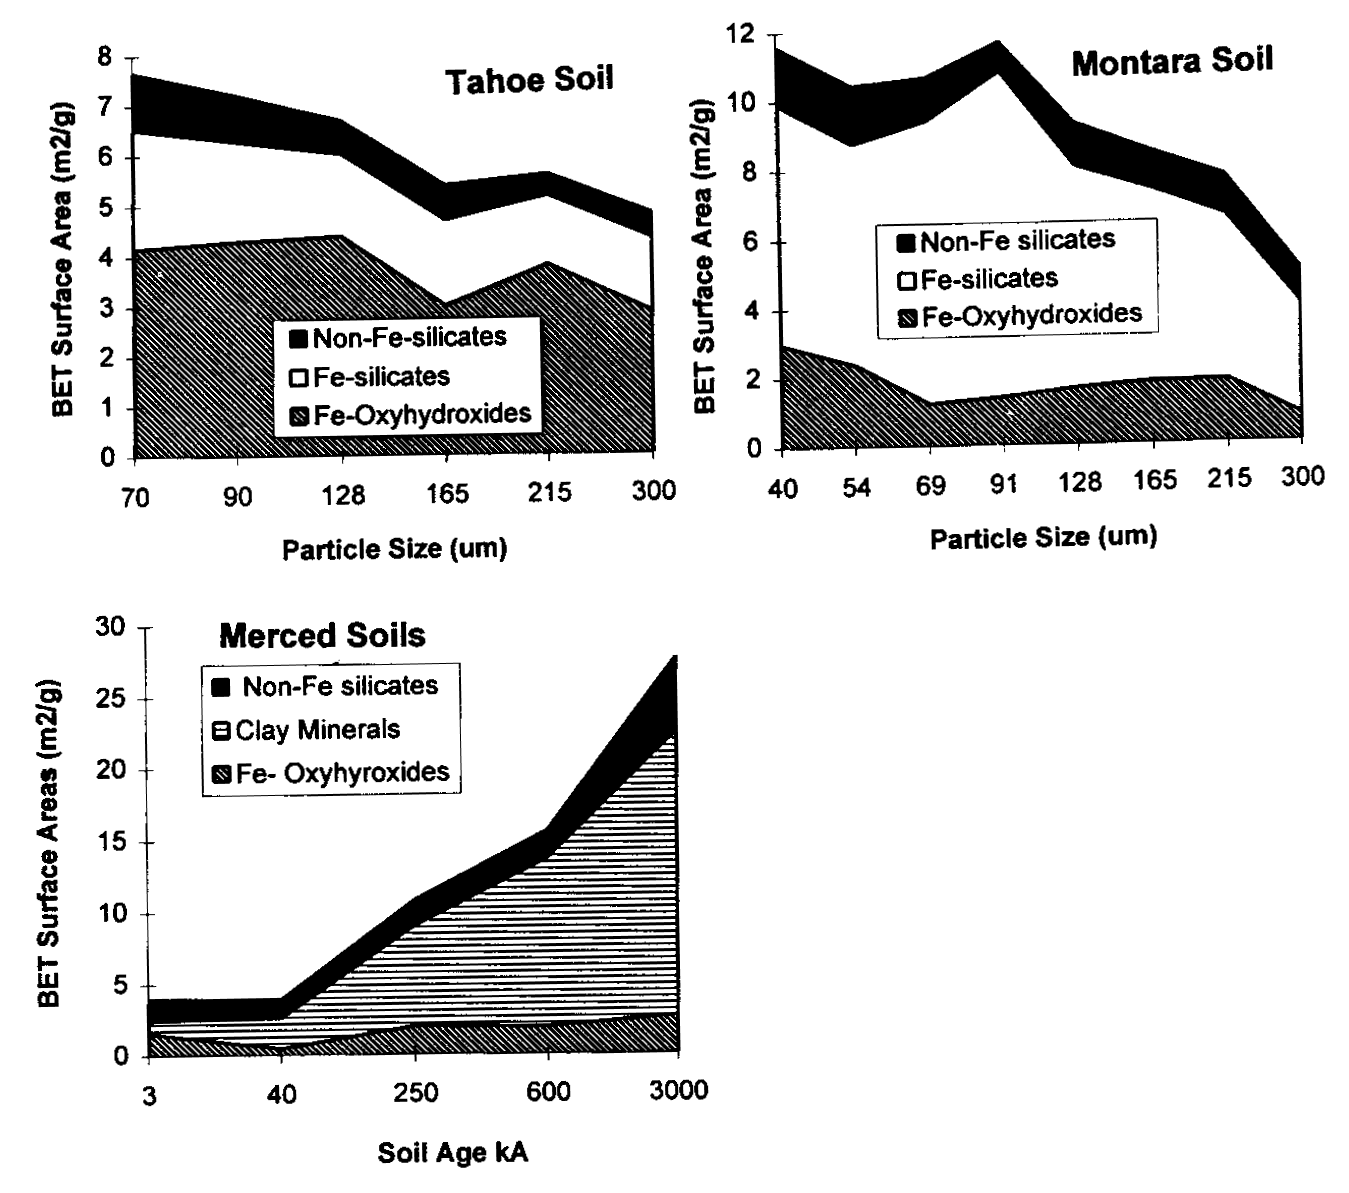 Tahoe Soil
BET Surface Area (m2/g)
8
7
6
5
4
3
2
1
0
Non-Fe-silicates
Fe-silicates
Fe-Oxyhydroxides
70 90 128 165 215 300
Particle Size (um)
Montara Soil
BET Surface Area (m2/g)
12
10
8
6
4
2
0
Non-Fe silicates
Fe-silicates
Fe-Oxyhydroxides
40 54 69 91 128 165 215 300
Particle Size (um)
Merced Soils
BET Surface Areas (m2/g)
30
25
20
15
10
5
0
Non-Fe silicates
Clay Minerals
Fe- Oxyhyroxides
3 40 250 600 3000
Soil Age kA